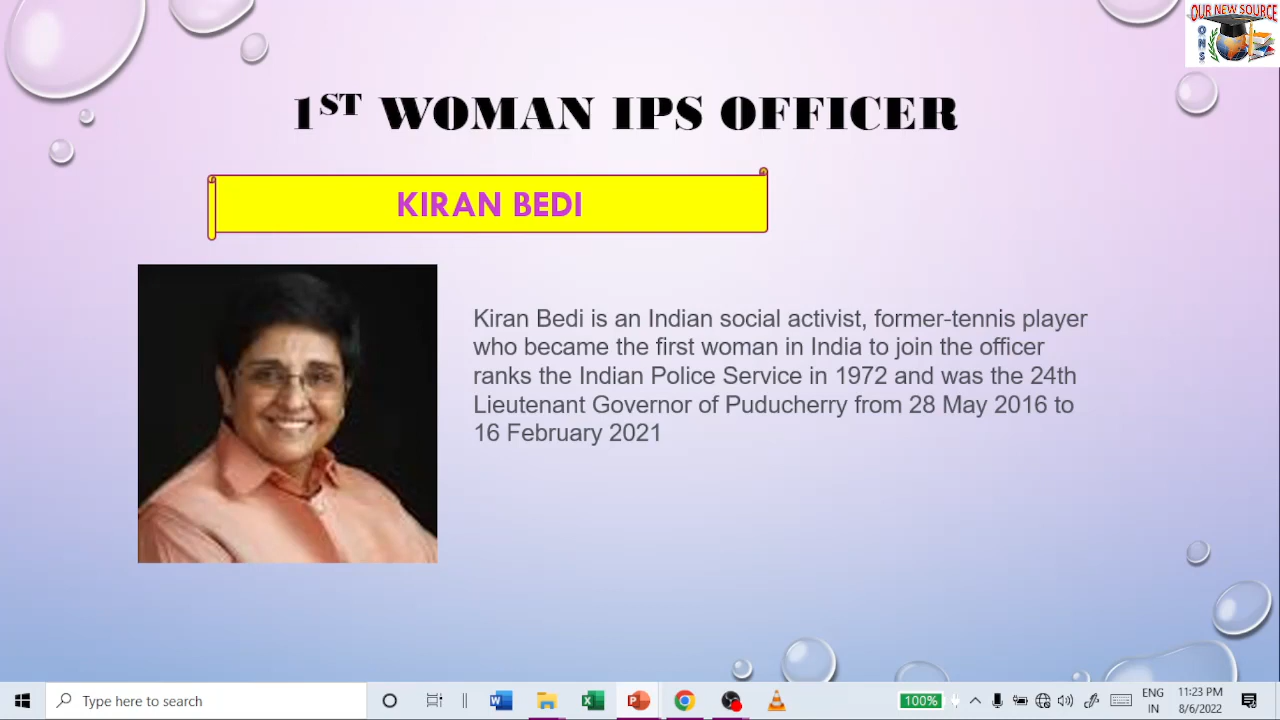 OUR NEW SOURCE
ONS
1ST WOMAN IPS OFFICER
KIRAN BEDI
Kiran Bedi is an Indian social activist, former-tennis player
who became the first woman in India to join the officer
ranks the Indian Police Service in 1972 and was the 24th
Lieutenant Governor of Puducherry from 28 May 2016 to
16 February 2021
Type here to search
100%
ENG
IN
11:23 PM
8/6/2022